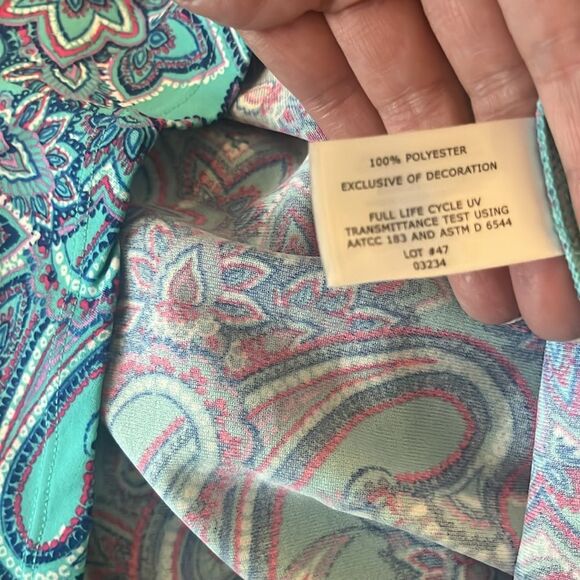 100% POLYESTER
EXCLUSIVE OF DECORATION
FULL LIFE CYCLE UV
TRANSMITTANCE TEST USING
AATCC 183 AND ASTM D 6544
LOT #47
03234